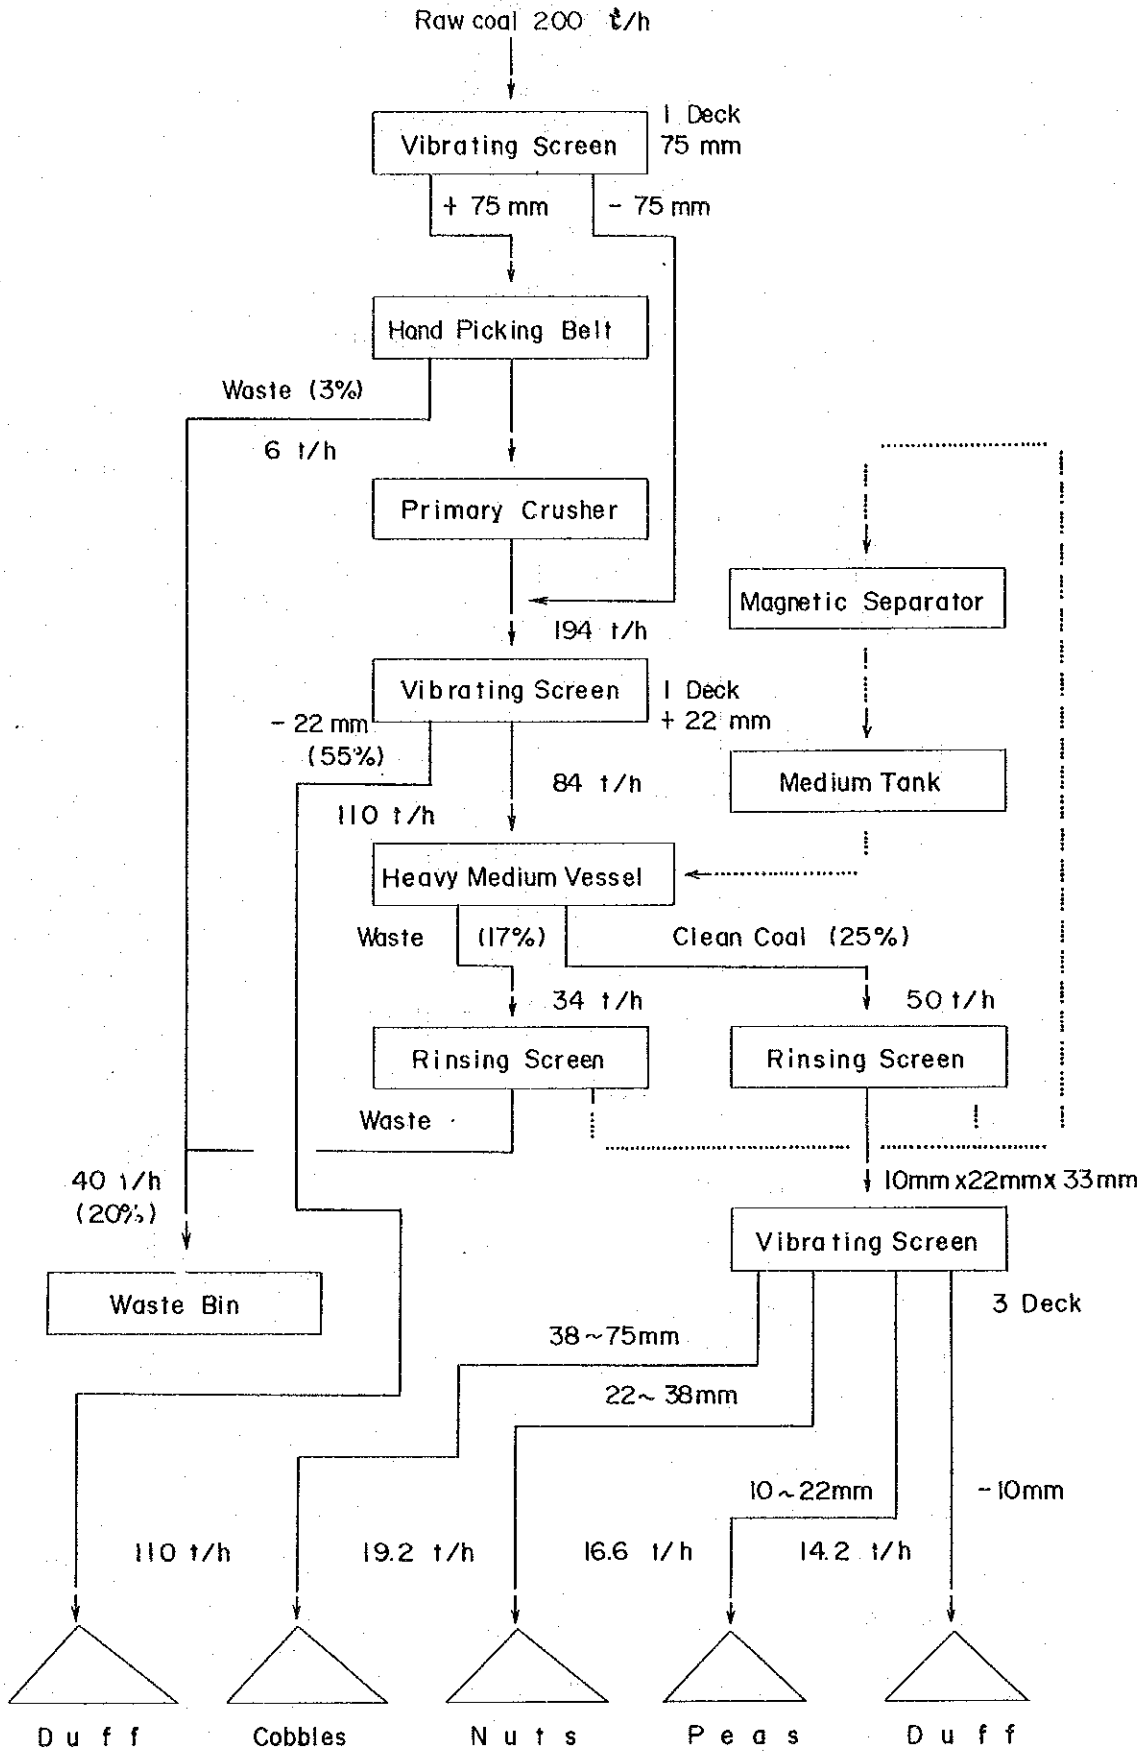 Raw coal 200 t/h
1 Deck
Vibrating Screen
75 mm
+ 75 mm
- 75 mm
Hand Picking Belt
Waste (3%)
6 t/h
Primary Crusher
Magnetic Separator
194 t/h
Vibrating Screen
1 Deck
+ 22 mm
- 22 mm
(55%)
84 t/h
Medium Tank
110 t/h
Heavy Medium Vessel
Waste (17%)
Clean Coal (25%)
34 t/h
50 t/h
Rinsing Screen
Rinsing Screen
Waste
40 t/h
(20%)
10mm x 22mm x 33mm
Vibrating Screen
Waste Bin
3 Deck
38~75mm
22~38mm
10~22mm
-10mm
110 t/h
19.2 t/h
16.6 t/h
14.2 t/h
Duff
Cobbles
Nuts
Peas
Duff